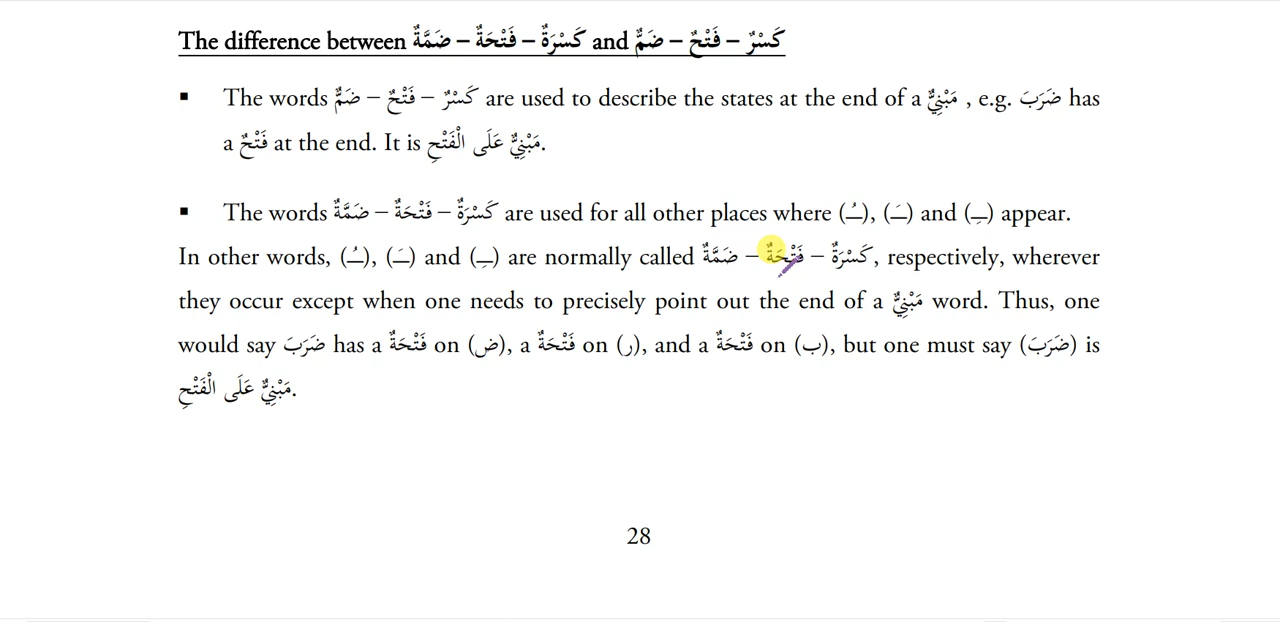 The difference between ضَمَّةٌ – فَتْحَةٌ – كَسْرَةٌ and ضَمٌّ – فَتْحٌ – كَسْرٌ
▪ The words ضَمٌّ – فَتْحٌ – كَسْرٌ are used to describe the states at the end of a مَبْنِيٌّ , e.g. ضَرَبَ has
a فَتْحٌ at the end. It is مَبْنِيٌّ عَلَى الْفَتْحِ.
▪ The words ضَمَّةٌ – فَتْحَةٌ – كَسْرَةٌ are used for all other places where (ـُ), (ـَ) and (ـِ) appear.
In other words, (ـُ), (ـَ) and (ـِ) are normally called ضَمَّةٌ – فَتْحَةٌ – كَسْرَةٌ, respectively, wherever
they occur except when one needs to precisely point out the end of a مَبْنِيٌّ word. Thus, one
would say ضَرَبَ has a فَتْحَةٌ on (ض), a فَتْحَةٌ on (ر), and a فَتْحَةٌ on (ب), but one must say (ضَرَبَ) is
مَبْنِيٌّ عَلَى الْفَتْحِ.
28